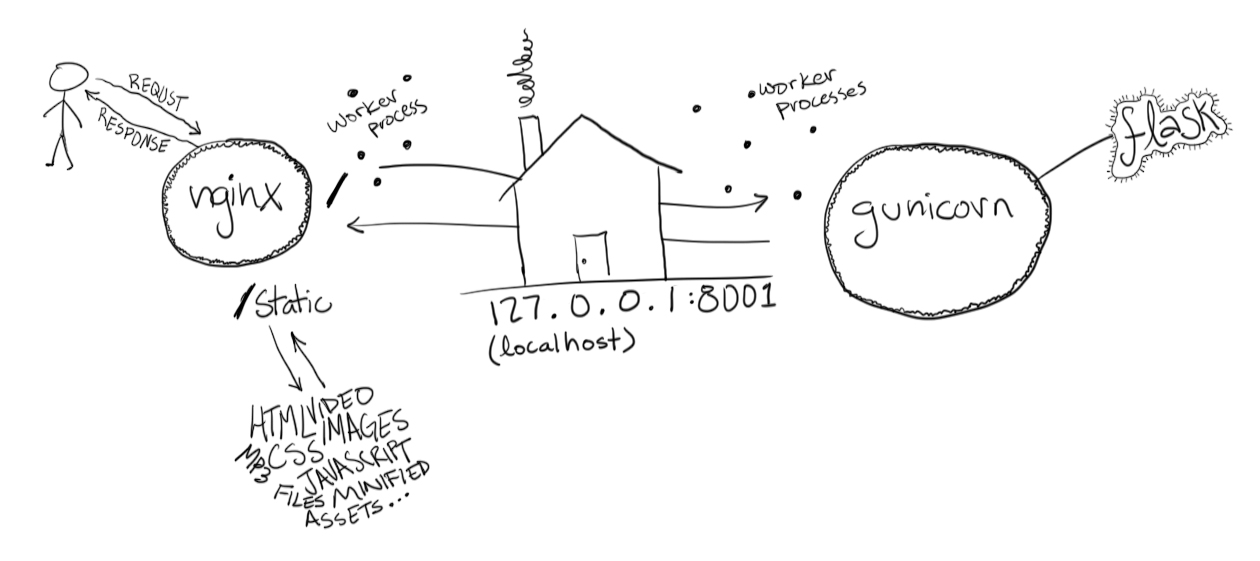 REQUST
RESPONSE
nginx
worker
process
/
127.0.0.1:8001
(localhost)
worker
processes
gunicorn
flask
/Static
HTML VIDEO
IMAGES
MP3 CSS
JAVASCRIPT
FILES MINIFIED
ASSETS...